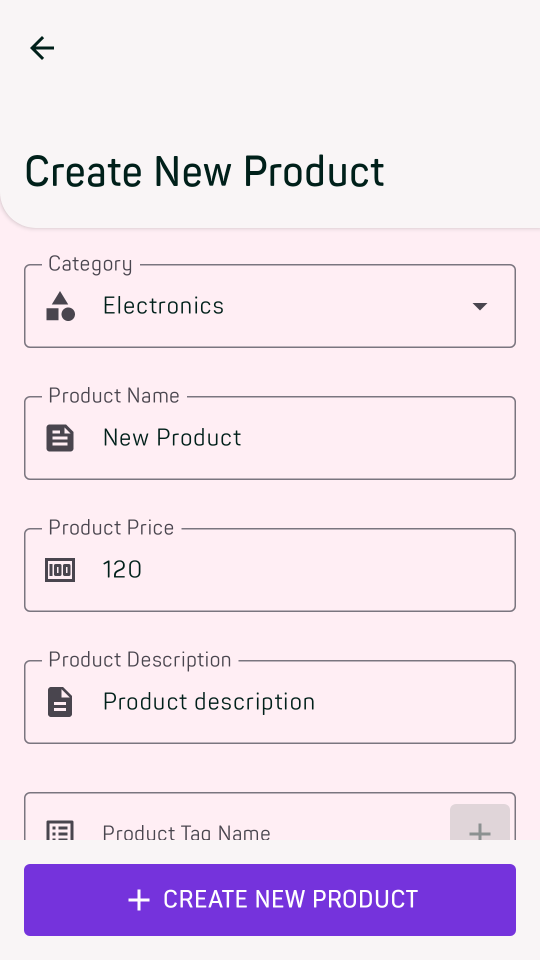 Create New Product
Category
Electronics
Product Name
New Product
Product Price
100
120
Product Description
Product description
Product Tag Name
CREATE NEW PRODUCT